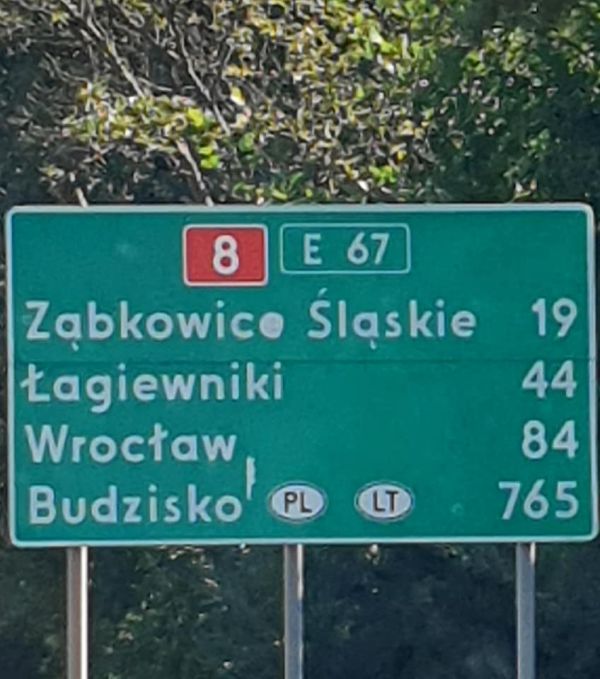 8 E 67
Ząbkowice Śląskie 19
Łagiewniki 44
Wrocław 84
Budzisko PL LT 765